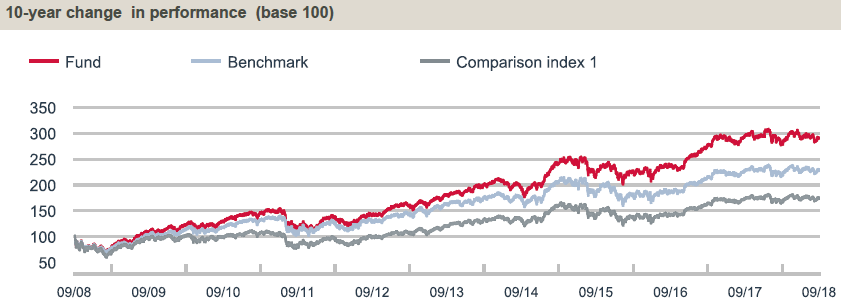 10-year change in performance (base 100)
Fund Benchmark Comparison index 1
350
300
250
200
150
100
50
09/08 09/09 09/10 09/11 09/12 09/13 09/14 09/15 09/16 09/17 09/18